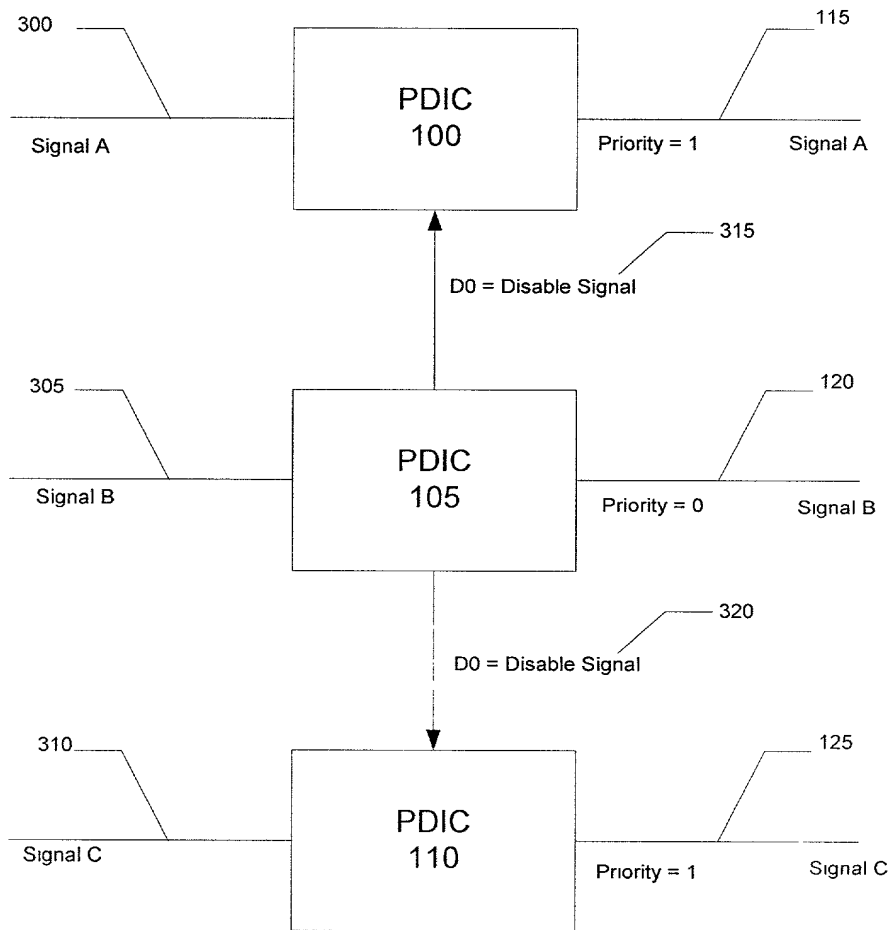 300
115
PDIC
100
Signal A
Priority = 1
Signal A
315
D0 = Disable Signal
305
120
PDIC
105
Signal B
Priority = 0
Signal B
320
D0 = Disable Signal
310
125
PDIC
110
Signal C
Priority = 1
Signal C